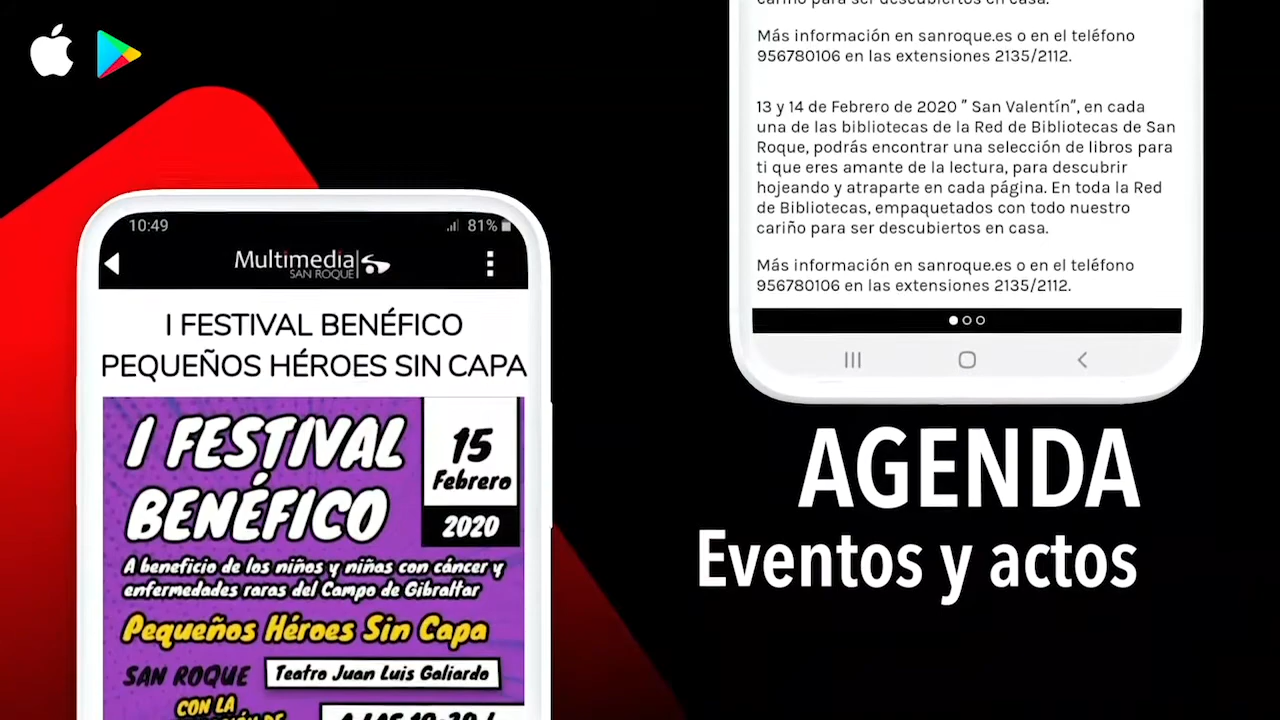 10:49
81%
Multimedia
SAN ROQUE
I FESTIVAL BENÉFICO
PEQUEÑOS HÉROES SIN CAPA
I FESTIVAL
BENÉFICO
15
Febrero
2020
A beneficio de los niños y niñas con cáncer y
enfermedades raras del Campo de Gibraltar
Pequeños Héroes Sin Capa
SAN ROQUE
Teatro Juan Luis Galiardo
CON LA
cariño para ser descubiertos en casa.
Más información en sanroque.es o en el teléfono
956780106 en las extensiones 2135/2112.
13 y 14 de Febrero de 2020 " San Valentín", en cada
una de las bibliotecas de la Red de Bibliotecas de San
Roque, podrás encontrar una selección de libros para
ti que eres amante de la lectura, para descubrir
hojeando y atraparte en cada página. En toda la Red
de Bibliotecas, empaquetados con todo nuestro
cariño para ser descubiertos en casa.
Más información en sanroque.es o en el teléfono
956780106 en las extensiones 2135/2112.
AGENDA
Eventos y actos